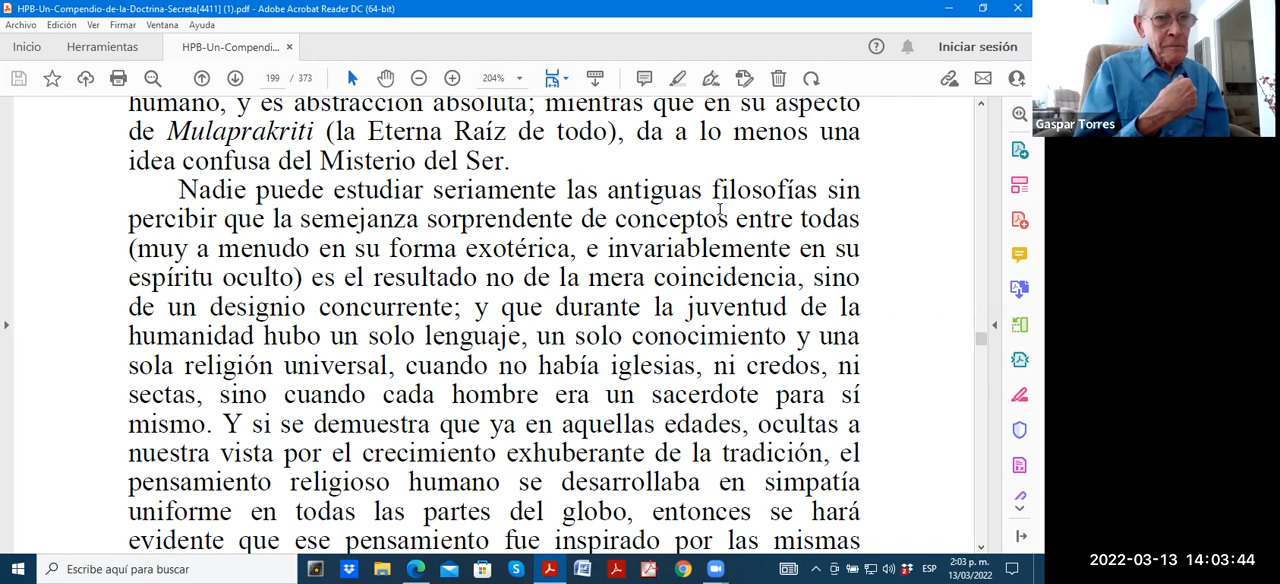 HPB-Un-Compendio-de-la-Doctrina-Secreta[4411] (1).pdf - Adobe Acrobat Reader DC (64-bit)
Archivo Edición Ver Firmar Ventana Ayuda
Inicio Herramientas HPB-Un-Compendi... × Iniciar sesión
199 / 373 204%
humano, y es abstracción absoluta; mientras que en su aspecto
de Mulaprakriti (la Eterna Raíz de todo), da a lo menos una
idea confusa del Misterio del Ser.
Nadie puede estudiar seriamente las antiguas filosofías sin
percibir que la semejanza sorprendente de conceptos entre todas
(muy a menudo en su forma exotérica, e invariablemente en su
espíritu oculto) es el resultado no de la mera coincidencia, sino
de un designio concurrente; y que durante la juventud de la
humanidad hubo un solo lenguaje, un solo conocimiento y una
sola religión universal, cuando no había iglesias, ni credos, ni
sectas, sino cuando cada hombre era un sacerdote para sí
mismo. Y si se demuestra que ya en aquellas edades, ocultas a
nuestra vista por el crecimiento exhuberante de la tradición, el
pensamiento religioso humano se desarrollaba en simpatía
uniforme en todas las partes del globo, entonces se hará
evidente que ese pensamiento fue inspirado por las mismas
Gaspar Torres
Escribe aquí para buscar
ESP
2:03 p. m.
13/03/2022
2022-03-13 14:03:44